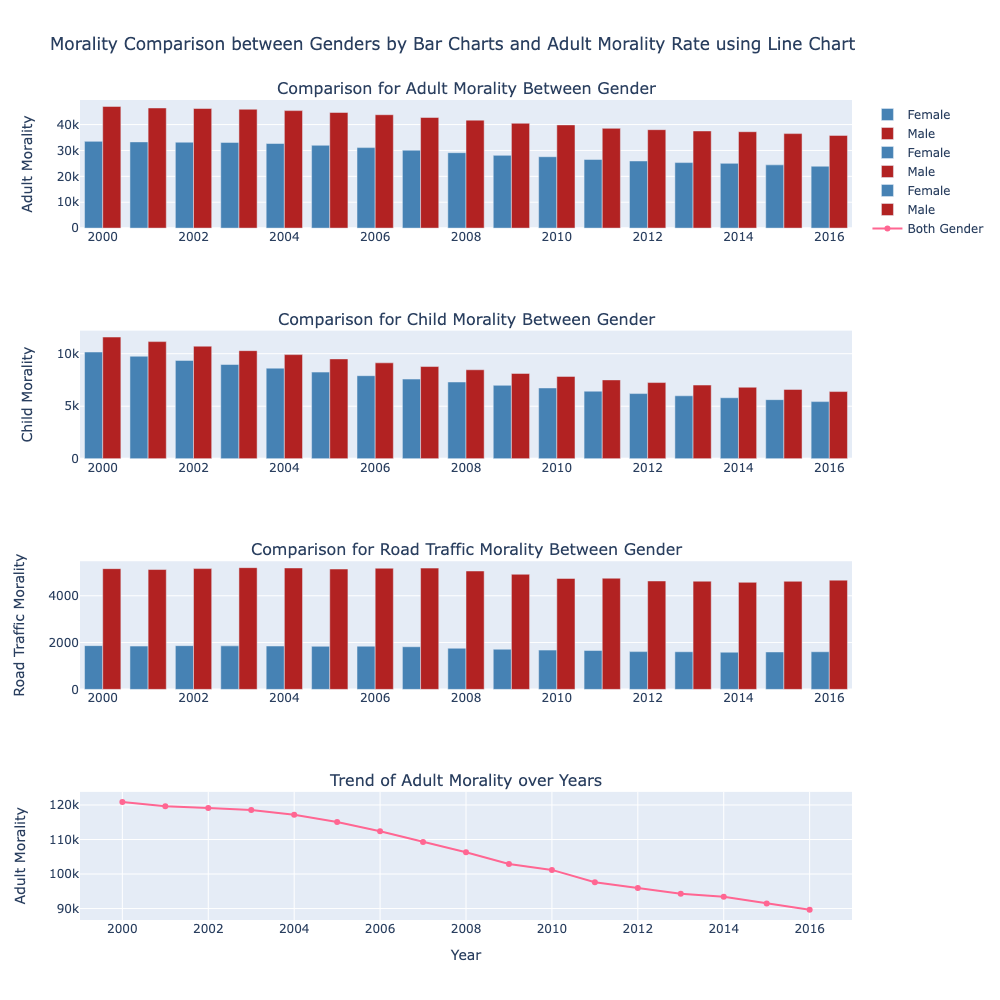 Morality Comparison between Genders by Bar Charts and Adult Morality Rate using Line Chart
Comparison for Adult Morality Between Gender
Adult Morality
40k
30k
20k
10k
0
2000 2002 2004 2006 2008 2010 2012 2014 2016
Female
Male
Female
Male
Female
Male
Both Gender
Comparison for Child Morality Between Gender
Child Morality
10k
5k
0
2000 2002 2004 2006 2008 2010 2012 2014 2016
Comparison for Road Traffic Morality Between Gender
Road Traffic Morality
4000
2000
0
2000 2002 2004 2006 2008 2010 2012 2014 2016
Trend of Adult Morality over Years
Adult Morality
120k
110k
100k
90k
2000 2002 2004 2006 2008 2010 2012 2014 2016
Year